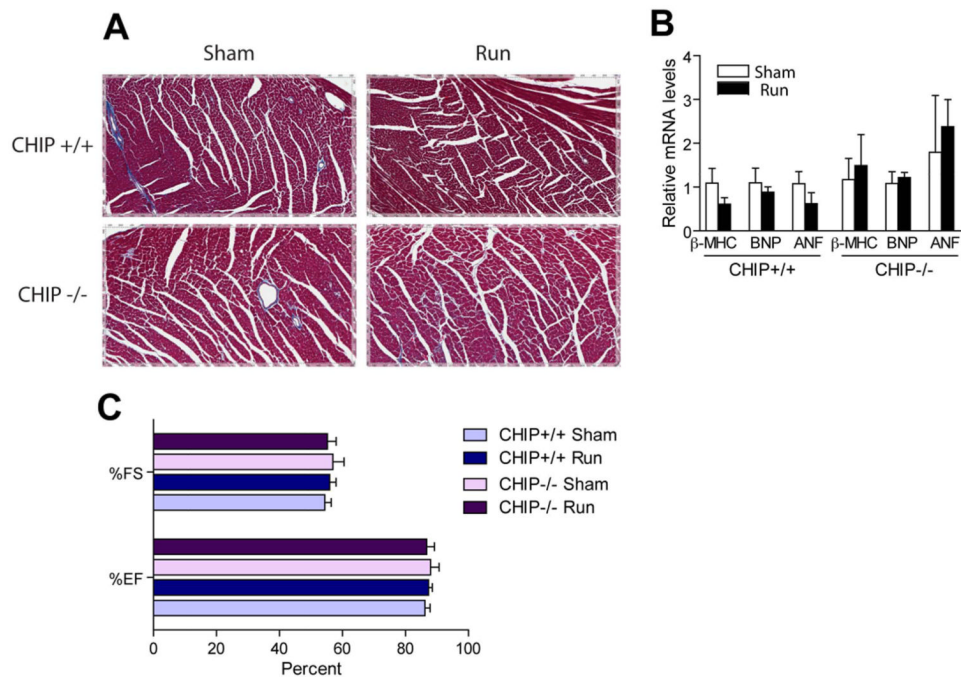 A
Sham Run
CHIP +/+
CHIP -/-
B
Relative mRNA levels
4
3
2
1
0
Sham
Run
β-MHC BNP ANF β-MHC BNP ANF
CHIP+/+ CHIP-/-
C
%FS
%EF
0 20 40 60 80 100
Percent
CHIP+/+ Sham
CHIP+/+ Run
CHIP-/- Sham
CHIP-/- Run